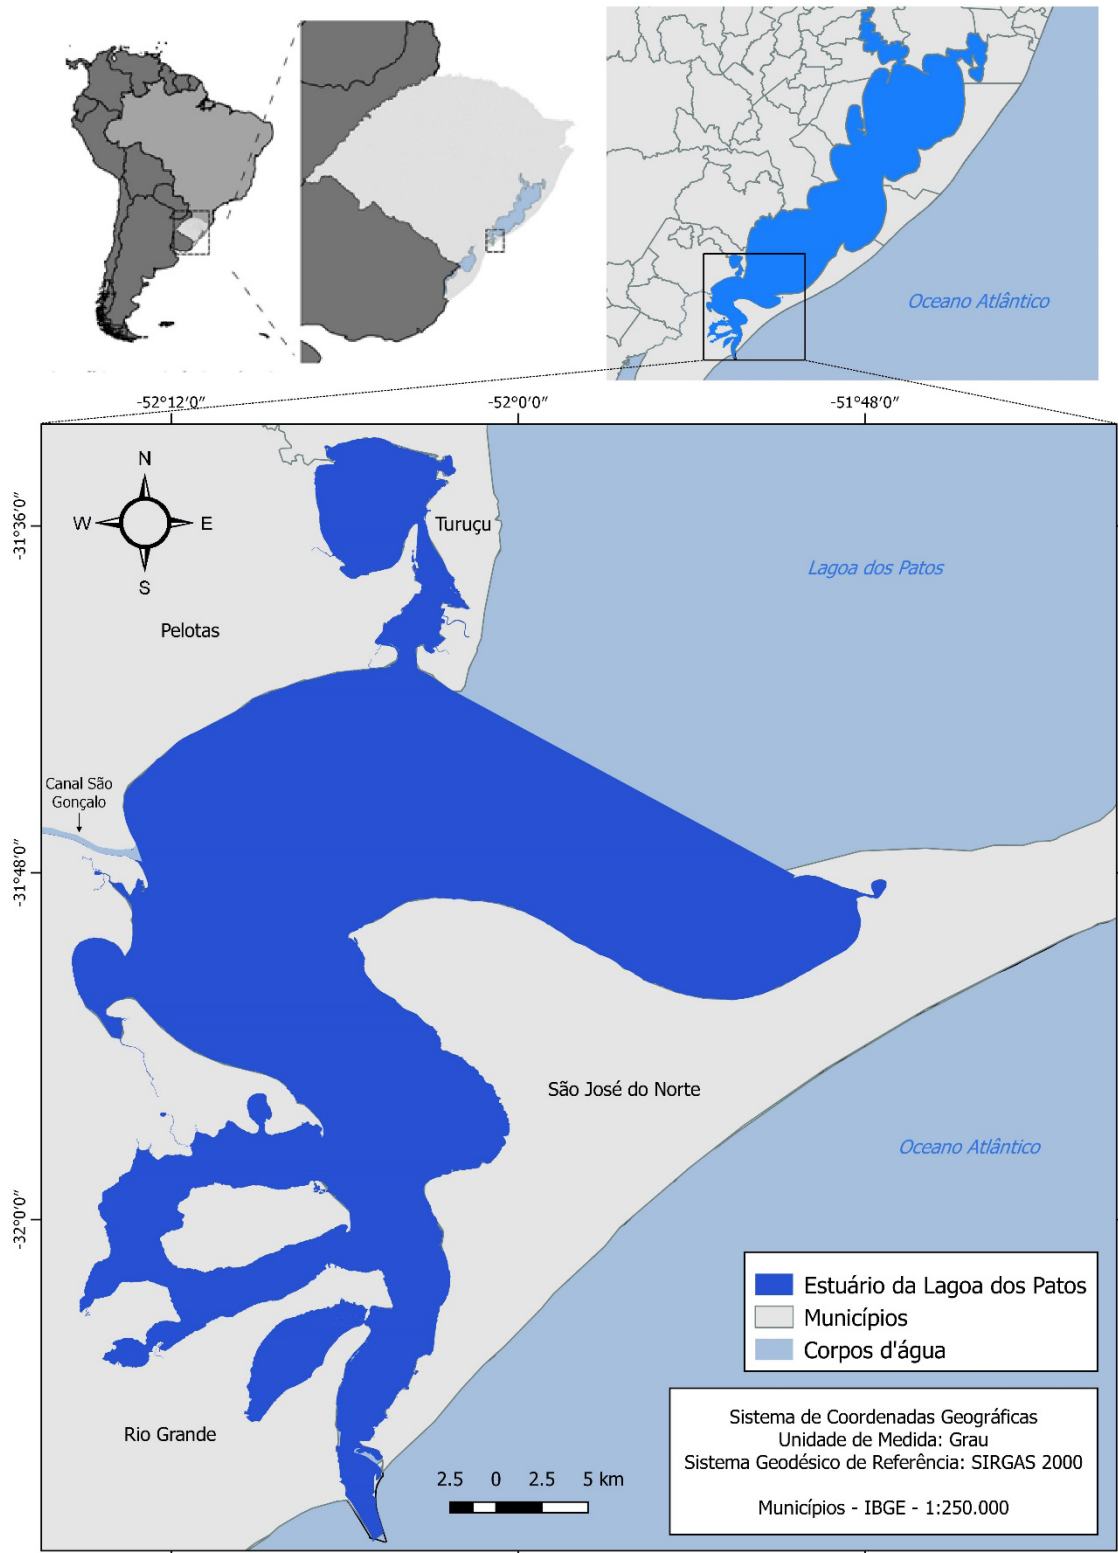 Oceano Atlântico
-52°12'0"
-52°0'0"
-51°48'0"
N
W
E
S
-31°36'0"
Turuçu
Lagoa dos Patos
Pelotas
Canal São
Gonçalo
-31°48'0"
São José do Norte
Oceano Atlântico
-32°0'0"
Estuário da Lagoa dos Patos
Municípios
Corpos d'água
Rio Grande
2.5 0 2.5 5 km
Sistema de Coordenadas Geográficas
Unidade de Medida: Grau
Sistema Geodésico de Referência: SIRGAS 2000
Municípios - IBGE - 1:250.000